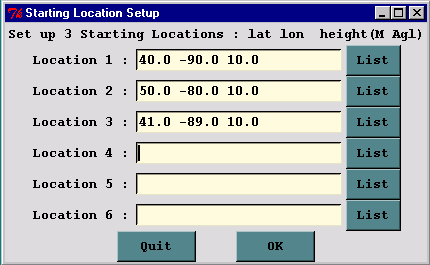 Starting Location Setup
Set up 3 Starting Locations : lat lon height(M Agl)
Location 1 : 40.0 -90.0 10.0 List
Location 2 : 50.0 -80.0 10.0 List
Location 3 : 41.0 -89.0 10.0 List
Location 4 : List
Location 5 : List
Location 6 : List
Quit OK